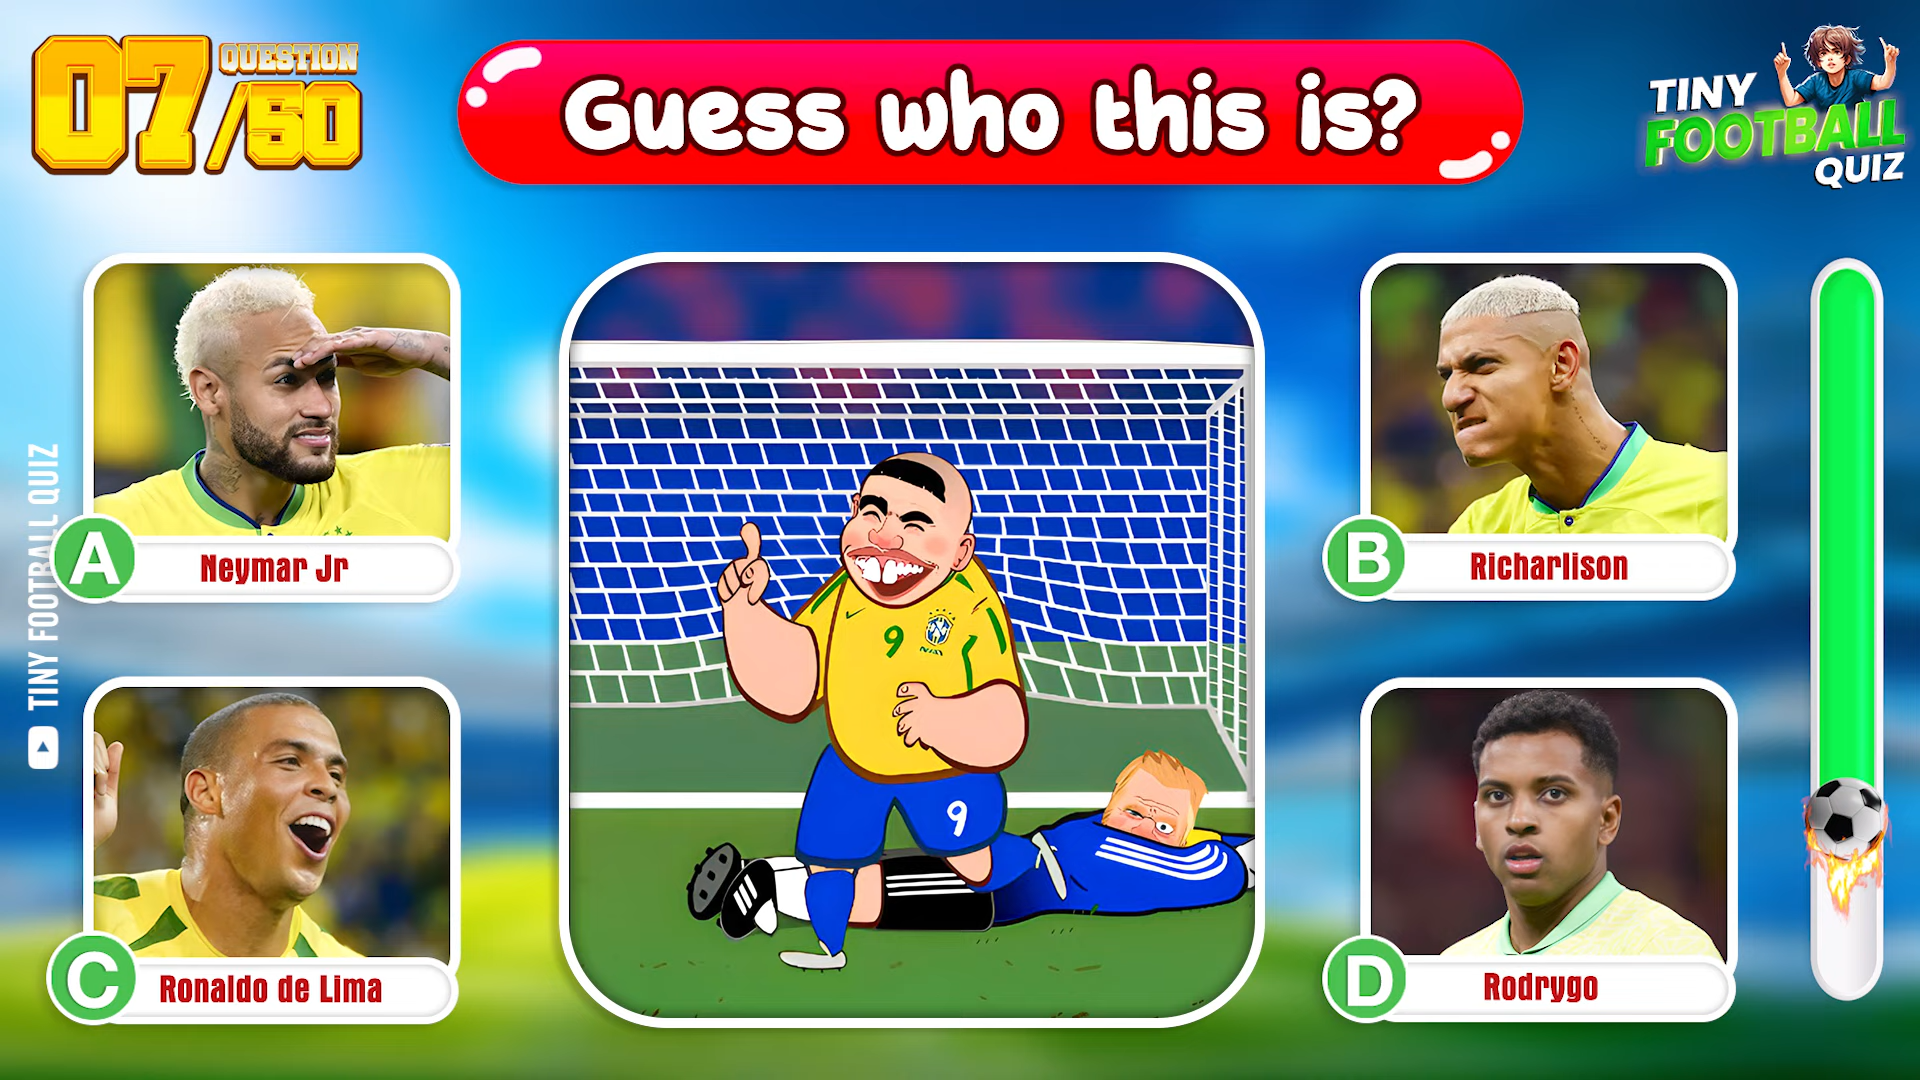 07 QUESTION
/50
Guess who this is?
TINY
FOOTBALL
QUIZ
TINY FOOTBALL QUIZ
A
Neymar Jr
B
Richarlison
9
9
C
Ronaldo de Lima
D
Rodrygo